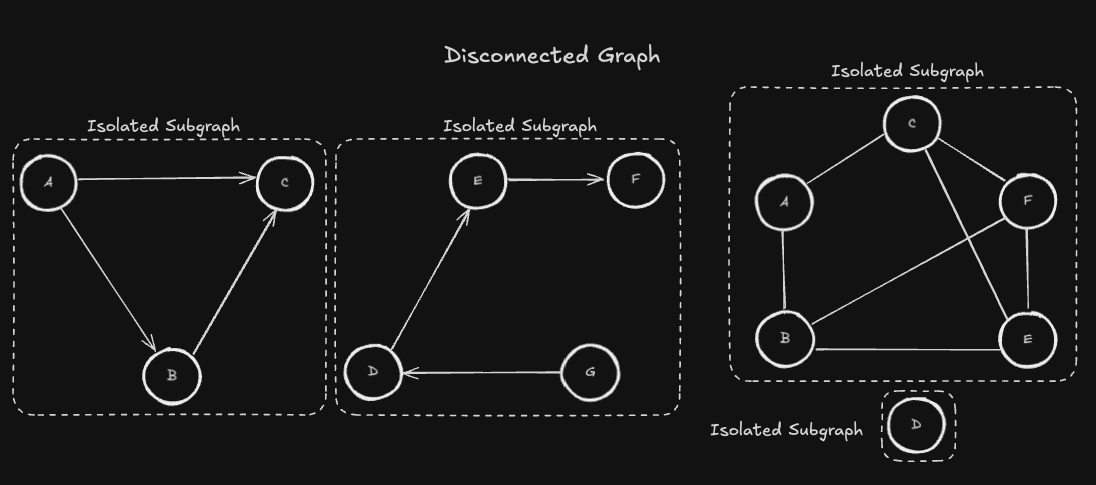 Disconnected Graph
Isolated Subgraph
A
C
B
Isolated Subgraph
E
F
D
G
Isolated Subgraph
C
A
F
B
E
Isolated Subgraph
D